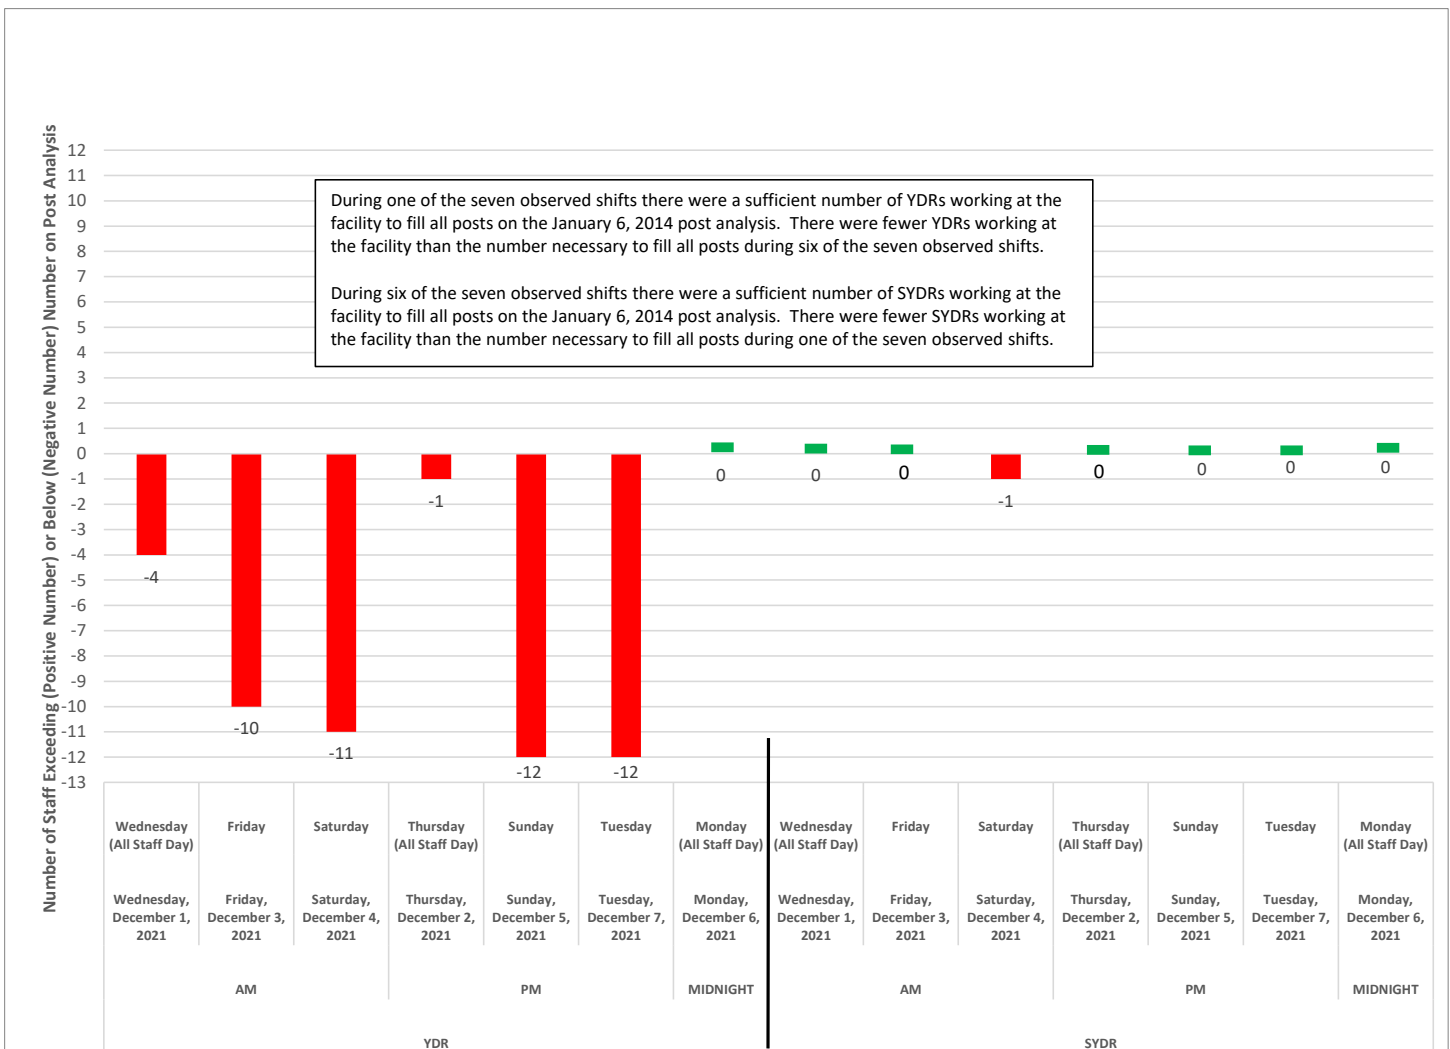 Number of Staff Exceeding (Positive Number) or Below (Negative Number) Number on Post Analysis
12
11
10
9
8
7
6
5
4
3
2
1
0
-1
-2
-3
-4
-5
-6
-7
-8
-9
-10
-11
-12
-13
During one of the seven observed shifts there were a sufficient number of YDRs working at the
facility to fill all posts on the January 6, 2014 post analysis.  There were fewer YDRs working at
the facility than the number necessary to fill all posts during six of the seven observed shifts.
During six of the seven observed shifts there were a sufficient number of SYDRs working at the
facility to fill all posts on the January 6, 2014 post analysis.  There were fewer SYDRs working at
the facility than the number necessary to fill all posts during one of the seven observed shifts.
-4
-10
-11
-1
-12
-12
0
0
0
-1
0
0
0
0
Wednesday
(All Staff Day)
Friday
Saturday
Thursday
(All Staff Day)
Sunday
Tuesday
Monday
(All Staff Day)
Wednesday
(All Staff Day)
Friday
Saturday
Thursday
(All Staff Day)
Sunday
Tuesday
Monday
(All Staff Day)
Wednesday,
December 1,
2021
Friday,
December 3,
2021
Saturday,
December 4,
2021
Thursday,
December 2,
2021
Sunday,
December 5,
2021
Tuesday,
December 7,
2021
Monday,
December 6,
2021
Wednesday,
December 1,
2021
Friday,
December 3,
2021
Saturday,
December 4,
2021
Thursday,
December 2,
2021
Sunday,
December 5,
2021
Tuesday,
December 7,
2021
Monday,
December 6,
2021
AM
PM
MIDNIGHT
AM
PM
MIDNIGHT
YDR
SYDR